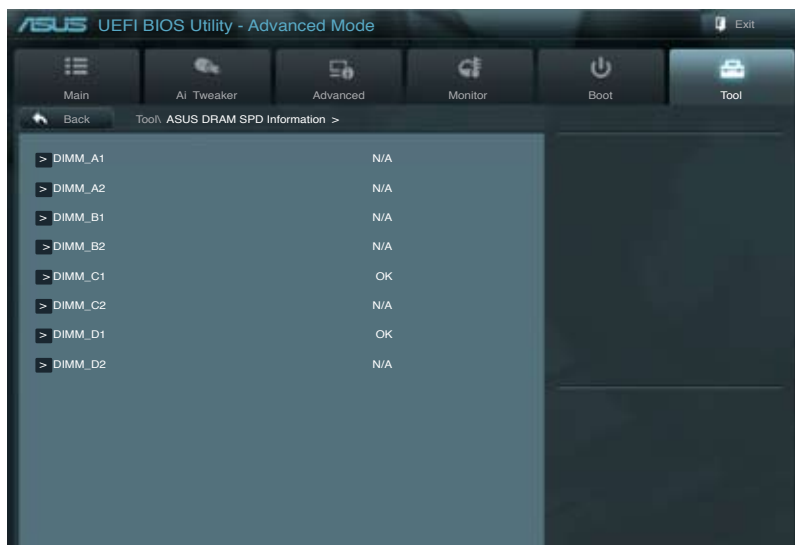 ASUS UEFI BIOS Utility - Advanced Mode Exit
Main Ai Tweaker Advanced Monitor Boot Tool
Back Tool\ ASUS DRAM SPD Information >
> DIMM_A1 N/A
> DIMM_A2 N/A
> DIMM_B1 N/A
> DIMM_B2 N/A
> DIMM_C1 OK
> DIMM_C2 N/A
> DIMM_D1 OK
> DIMM_D2 N/A